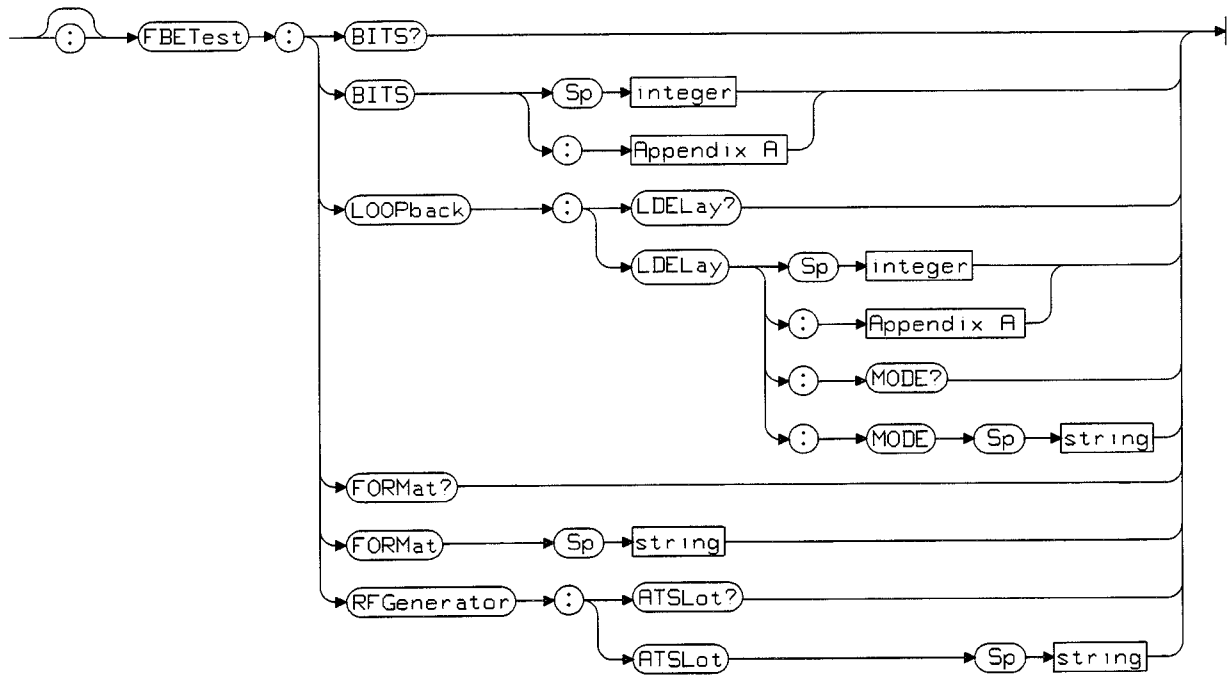 : FBETest : BITS?
BITS Sp integer
: Appendix A
LOOPback : LDELay?
LDELay Sp integer
: Appendix A
: MODE?
: MODE Sp string
FORMat?
FORMat Sp string
RFGenerator : ATSLot?
ATSLot Sp string